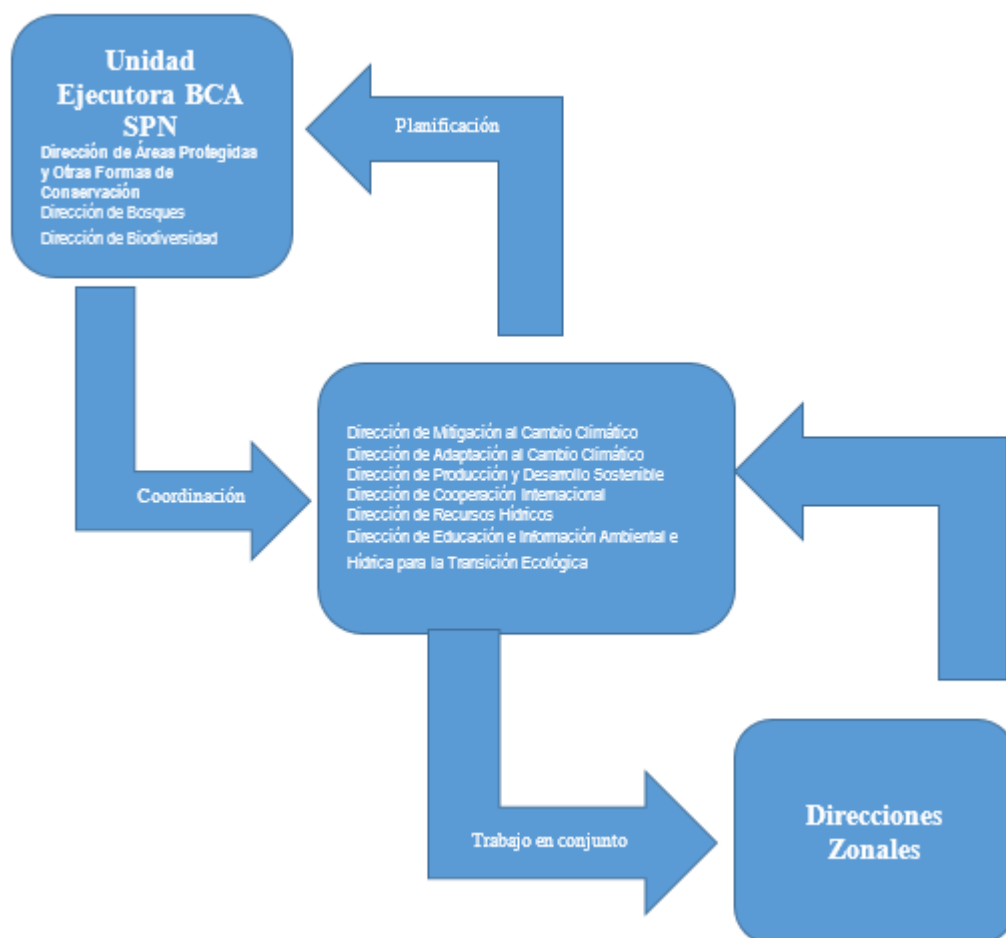 Unidad
Ejecutora BCA
SPN
Dirección de Áreas Protegidas
y Otras Formas de
Conservación
Dirección de Bosques
Dirección de Biodiversidad
Planificación
Coordinación
Dirección de Mitigación al Cambio Climático
Dirección de Adaptación al Cambio Climático
Dirección de Producción y Desarrollo Sostenible
Dirección de Cooperación Internacional
Dirección de Recursos Hídricos
Dirección de Educación e Información Ambiental e
Hídrica para la Transición Ecológica
Trabajo en conjunto
Direcciones
Zonales